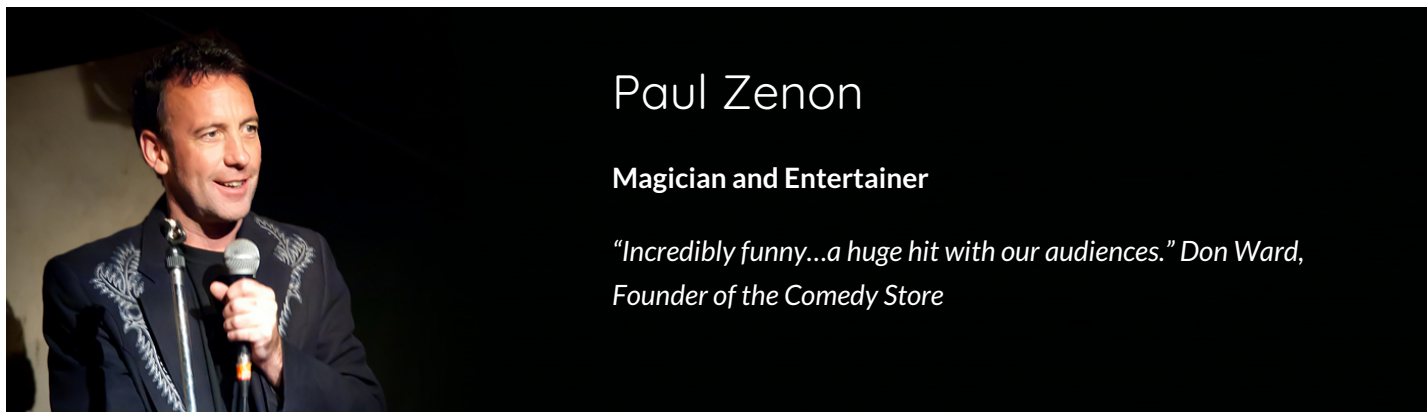 Paul Zenon
Magician and Entertainer
“Incredibly funny…a huge hit with our audiences.” Don Ward,
Founder of the Comedy Store